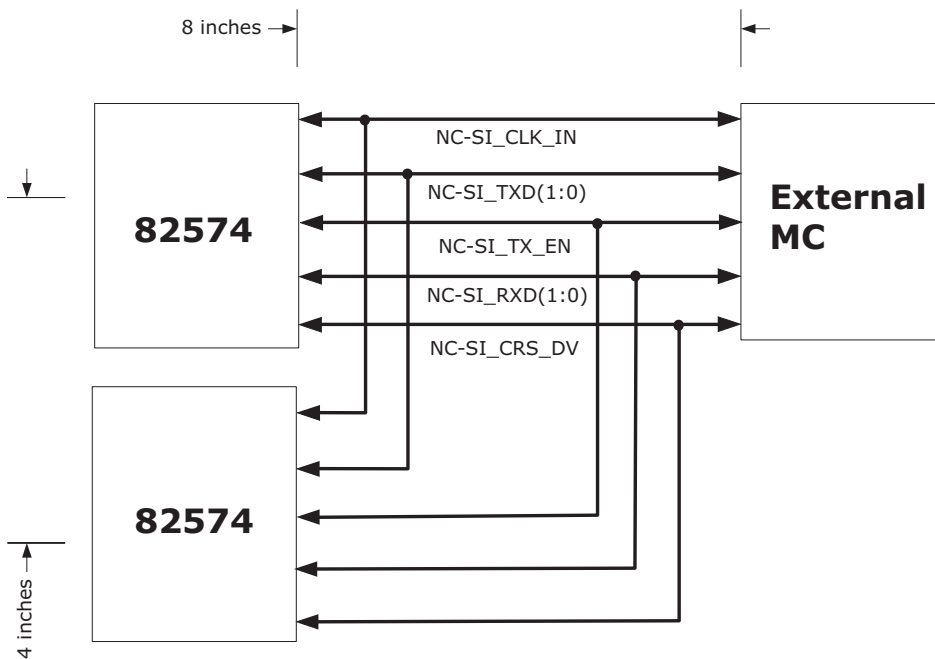 8 inches
82574
NC-SI_CLK_IN
NC-SI_TXD(1:0)
NC-SI_TX_EN
NC-SI_RXD(1:0)
NC-SI_CRS_DV
External
MC
82574
4 inches